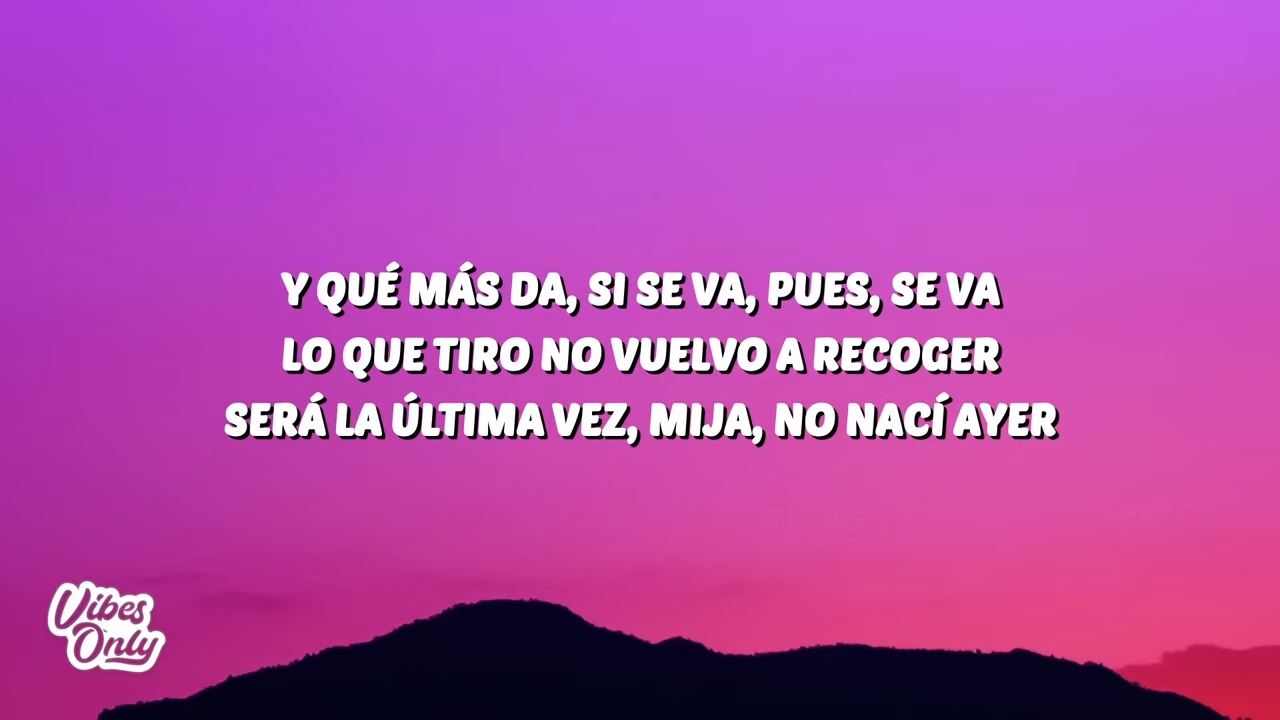 Y QUÉ MÁS DA, SI SE VA, PUES, SE VA
LO QUE TIRO NO VUELVO A RECOGER
SERÁ LA ÚLTIMA VEZ, MIJA, NO NACÍ AYER
Vibes
Only